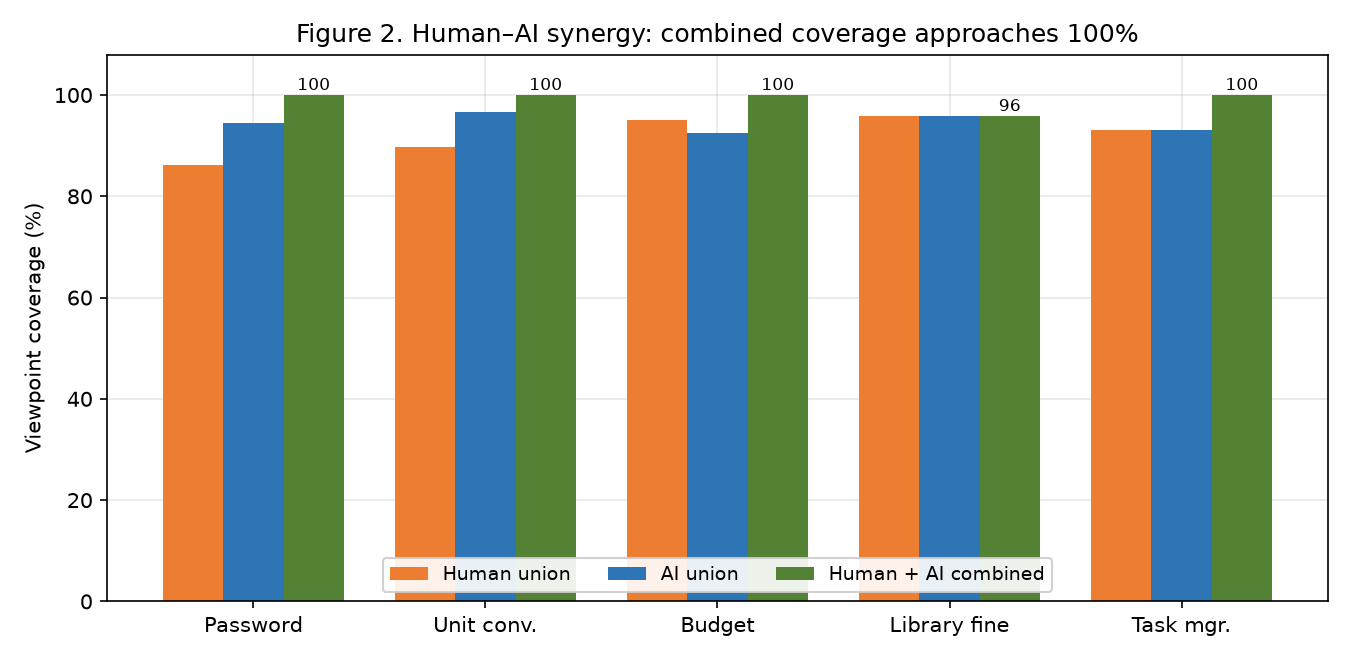 Figure 2. Human–AI synergy: combined coverage approaches 100%
Viewpoint coverage (%)
100
80
60
40
20
0
100
100
100
96
100
Human union
AI union
Human + AI combined
Password
Unit conv.
Budget
Library fine
Task mgr.